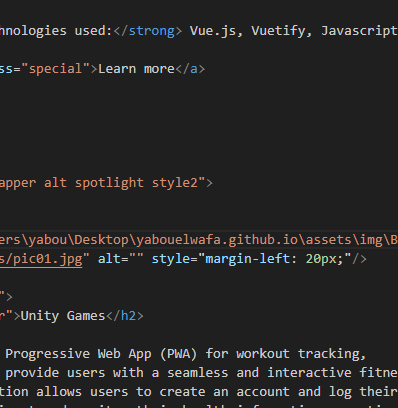 hnologies used:</strong> Vue.js, Vuetify, Javascript
ss="special">Learn more</a>
apper alt spotlight style2">
ers\yabou\Desktop\yabouelwafa.github.io\assets\img\B
s/pic01.jpg" alt="" style="margin-left: 20px;"/>
">
r">Unity Games</h2>
Progressive Web App (PWA) for workout tracking,
provide users with a seamless and interactive fitne
tion allows users to create an account and log their